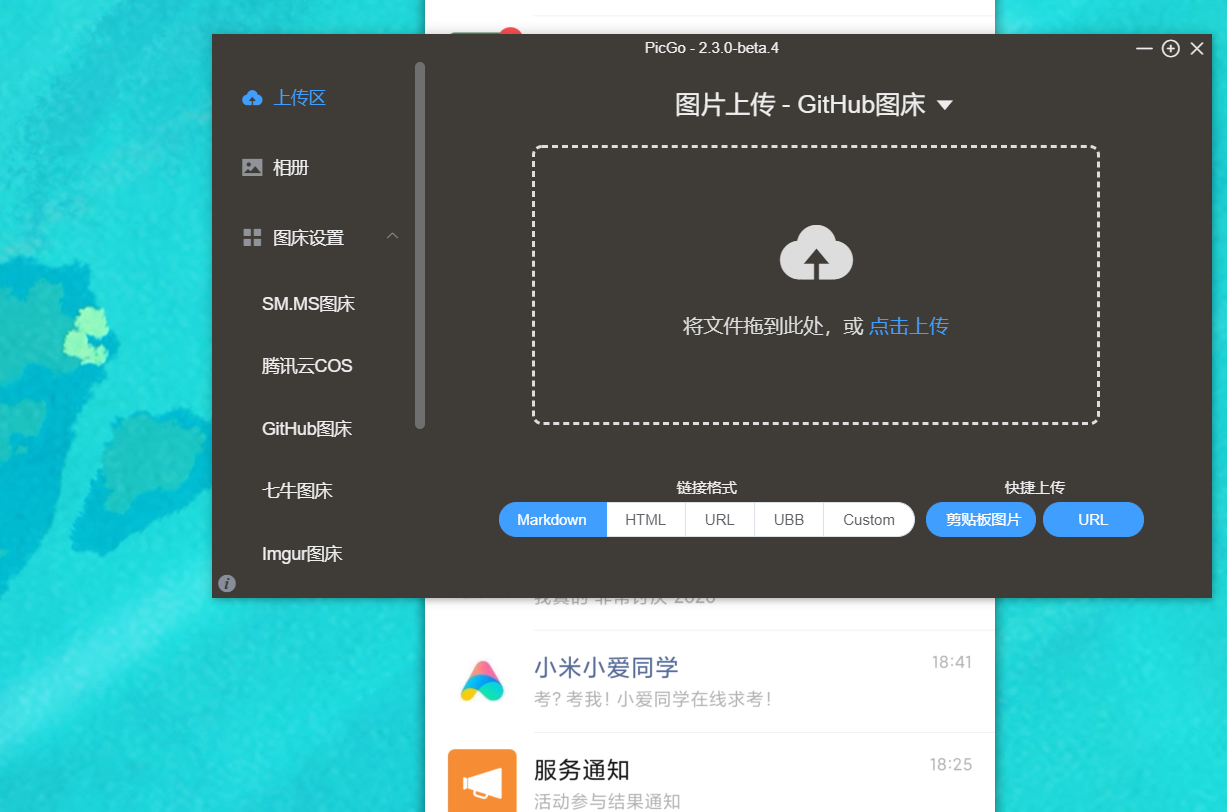 PicGo - 2.3.0-beta.4
上传区
相册
图床设置
SM.MS图床
腾讯云COS
GitHub图床
七牛图床
Imgur图床
图片上传 - GitHub图床
将文件拖到此处，或 点击上传
链接格式
Markdown HTML URL UBB Custom
快捷上传
剪贴板图片 URL
小米小爱同学 18:41
考? 考我! 小爱同学在线求考!
服务通知 18:25
活动参与结果通知